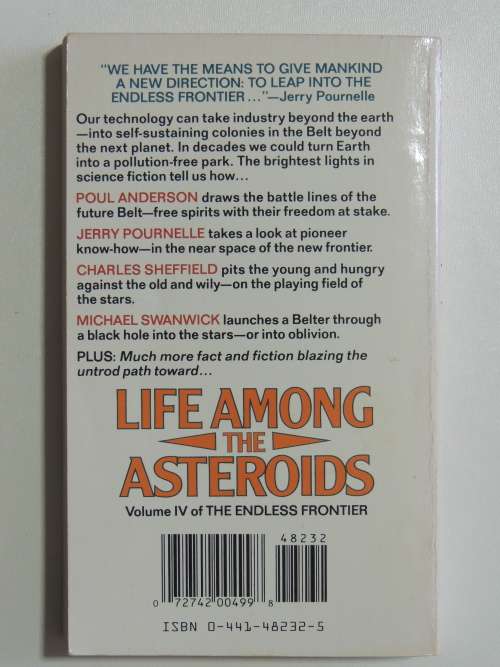 "WE HAVE THE MEANS TO GIVE MANKIND
A NEW DIRECTION: TO LEAP INTO THE
ENDLESS FRONTIER..."—Jerry Pournelle
Our technology can take industry beyond the earth
—into self-sustaining colonies in the Belt beyond
the next planet. In decades we could turn Earth
into a pollution-free park. The brightest lights in
science fiction tell us how...
POUL ANDERSON draws the battle lines of the
future Belt—free spirits with their freedom at stake.
JERRY POURNELLE takes a look at pioneer
know-how—in the near space of the new frontier.
CHARLES SHEFFIELD pits the young and hungry
against the old and wily—on the playing field of
the stars.
MICHAEL SWANWICK launches a Belter through
a black hole into the stars—or into oblivion.
PLUS: Much more fact and fiction blazing the
untrod path toward...
LIFE AMONG
THE
ASTEROIDS
Volume IV of THE ENDLESS FRONTIER
48232
0 72742 00499 8
ISBN 0-441-48232-5